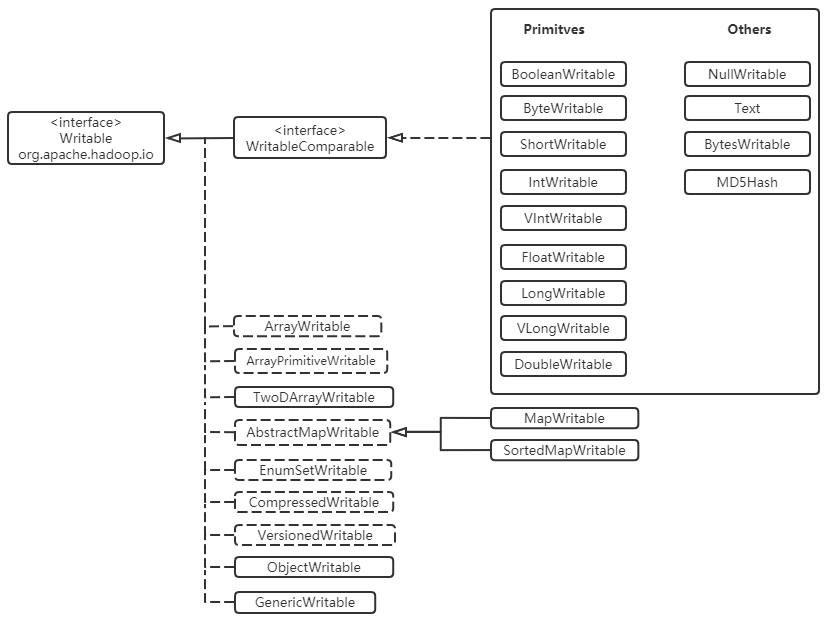 Primitves
Others
BooleanWritable
NullWritable
ByteWritable
Text
<interface>
Writable
org.apache.hadoop.io
<interface>
WritableComparable
ShortWritable
BytesWritable
IntWritable
MD5Hash
VIntWritable
FloatWritable
LongWritable
VLongWritable
DoubleWritable
ArrayWritable
ArrayPrimitiveWritable
TwoDArrayWritable
AbstractMapWritable
MapWritable
SortedMapWritable
EnumSetWritable
CompressedWritable
VersionedWritable
ObjectWritable
GenericWritable